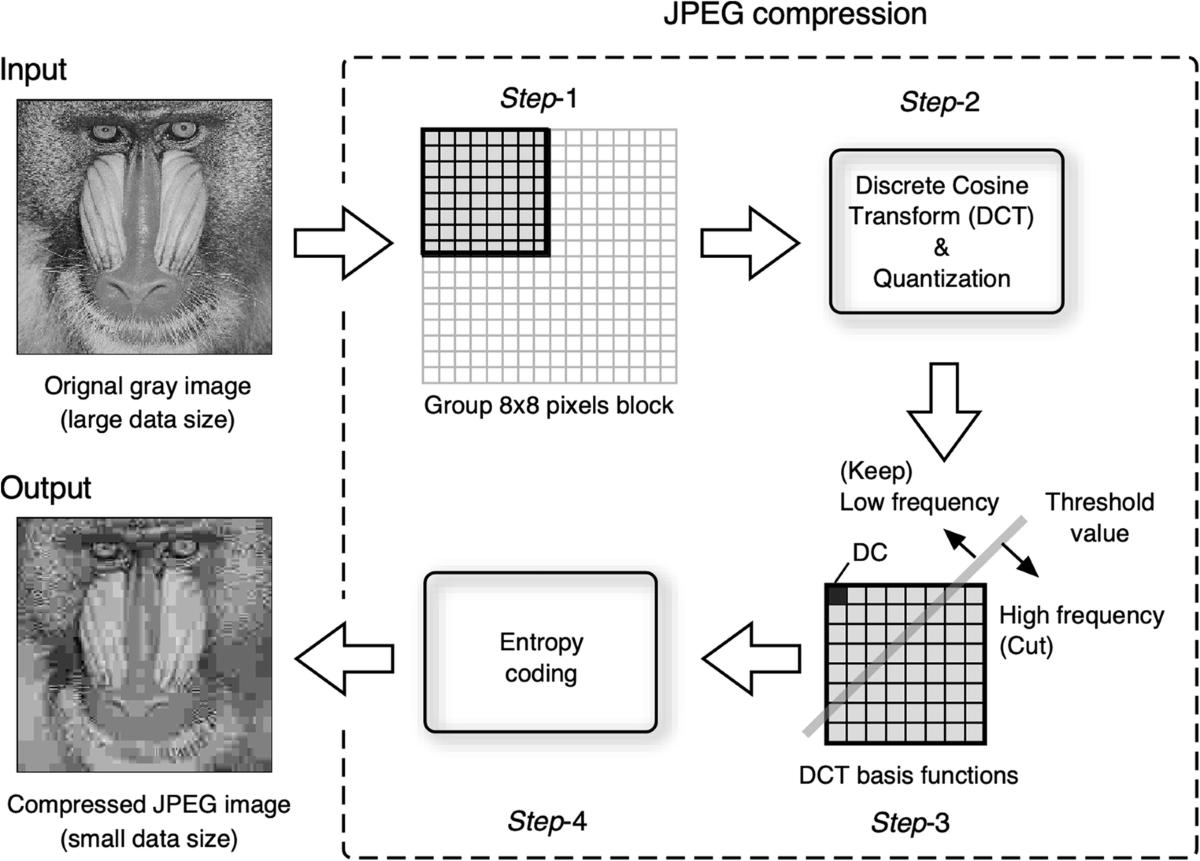 JPEG compression
Input
Step-1
Step-2
Discrete Cosine
Transform (DCT)
&
Quantization
Orignal gray image
(large data size)
Group 8x8 pixels block
(Keep)
Low frequency
Threshold
value
DC
High frequency
(Cut)
DCT basis functions
Step-3
Entropy
coding
Step-4
Output
Compressed JPEG image
(small data size)